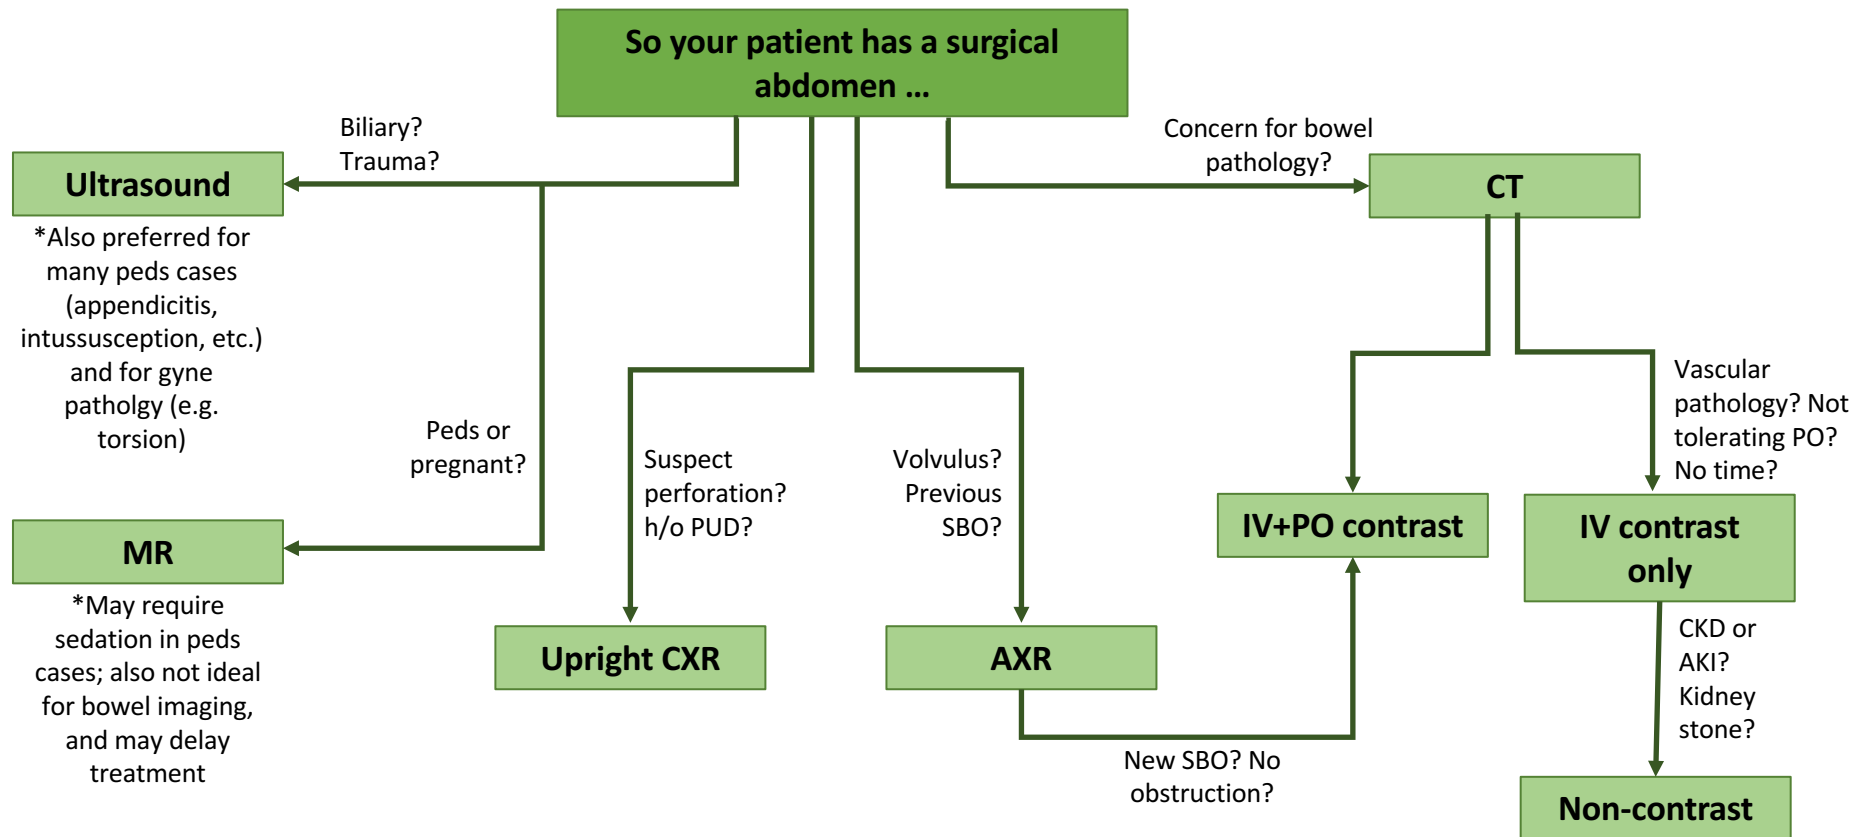 So your patient has a surgical
abdomen …
Biliary?
Trauma?
Concern for bowel
pathology?
Ultrasound
CT
*Also preferred for
many peds cases
(appendicitis,
intussusception, etc.)
and for gyne
patholgy (e.g.
torsion)
Peds or
pregnant?
Suspect
perforation?
h/o PUD?
Volvulus?
Previous
SBO?
Vascular
pathology? Not
tolerating PO?
No time?
MR
IV+PO contrast
IV contrast
only
*May require
sedation in peds
cases; also not ideal
for bowel imaging,
and may delay
treatment
Upright CXR
AXR
CKD or
AKI?
Kidney
stone?
New SBO? No
obstruction?
Non-contrast